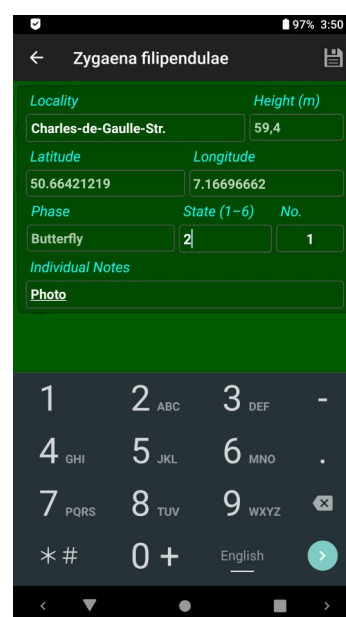 97% 3:50
Zygaena filipendulae
Locality Height (m)
Charles-de-Gaulle-Str. 59,4
Latitude Longitude
50.66421219 7.16696662
Phase State (1–6) No.
Butterfly 2 1
Individual Notes
Photo
1 2 ABC 3 DEF -
4 GHI 5 JKL 6 MNO .
7 PQRS 8 TUV 9 WXYZ
*# 0 + English